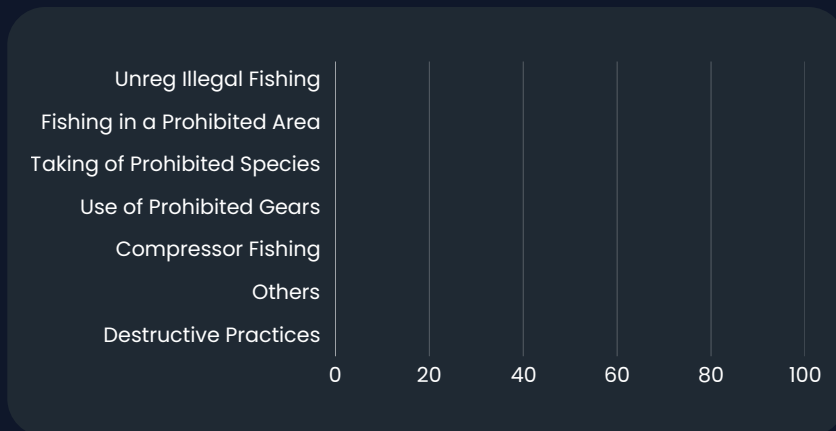 Unreg Illegal Fishing
Fishing in a Prohibited Area
Taking of Prohibited Species
Use of Prohibited Gears
Compressor Fishing
Others
Destructive Practices
0 20 40 60 80 100